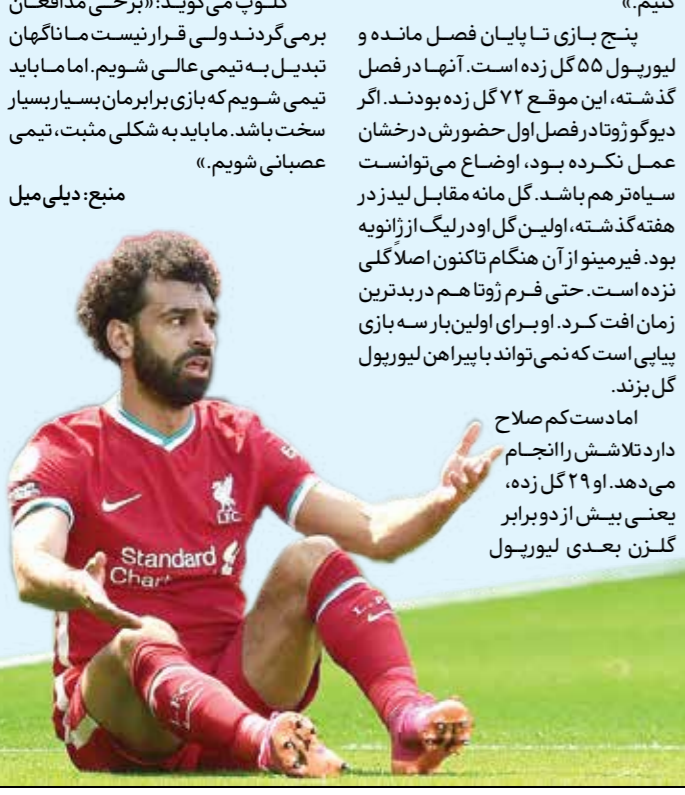 کنیم.»
پنج بازی تا پایان فصل مانده و
لیورپول ۵۵ گل زده است. آنها در فصل
گذشته، این موقع ۷۲ گل زده بودند. اگر
دیوگو ژوتا در فصل اول حضورش درخشان
عمل نکرده بود، اوضاع می‌توانست
سیاه‌تر هم باشد. گل مانه مقابل لیدز در
هفته گذشته، اولین گل او در لیگ از ژانویه
بود. فیرمینو از آن هنگام تاکنون اصلاً گلی
نزده است. حتی فرم ژوتا هم در بدترین
زمان افت کرد. او برای اولین‌بار سه بازی
پیاپی است که نمی‌تواند با پیراهن لیورپول
گل بزند.
اما دست‌کم صلاح
دارد تلاشش را انجام
می‌دهد. او ۲۹ گل زده،
یعنی بیش از دو برابر
گلزن بعدی لیورپول
کلوپ می‌گوید: «برخی مدافعان
برمی‌گردند ولی قرار نیست ما ناگهان
تبدیل به تیمی عالی شویم. اما ما باید
تیمی شویم که بازی برابرمان بسیار بسیار
سخت باشد. ما باید به شکلی مثبت، تیمی
عصبانی شویم.»
منبع: دیلی‌میل
L.F.C.
Standard
Chart
L.F.C
L.F.C